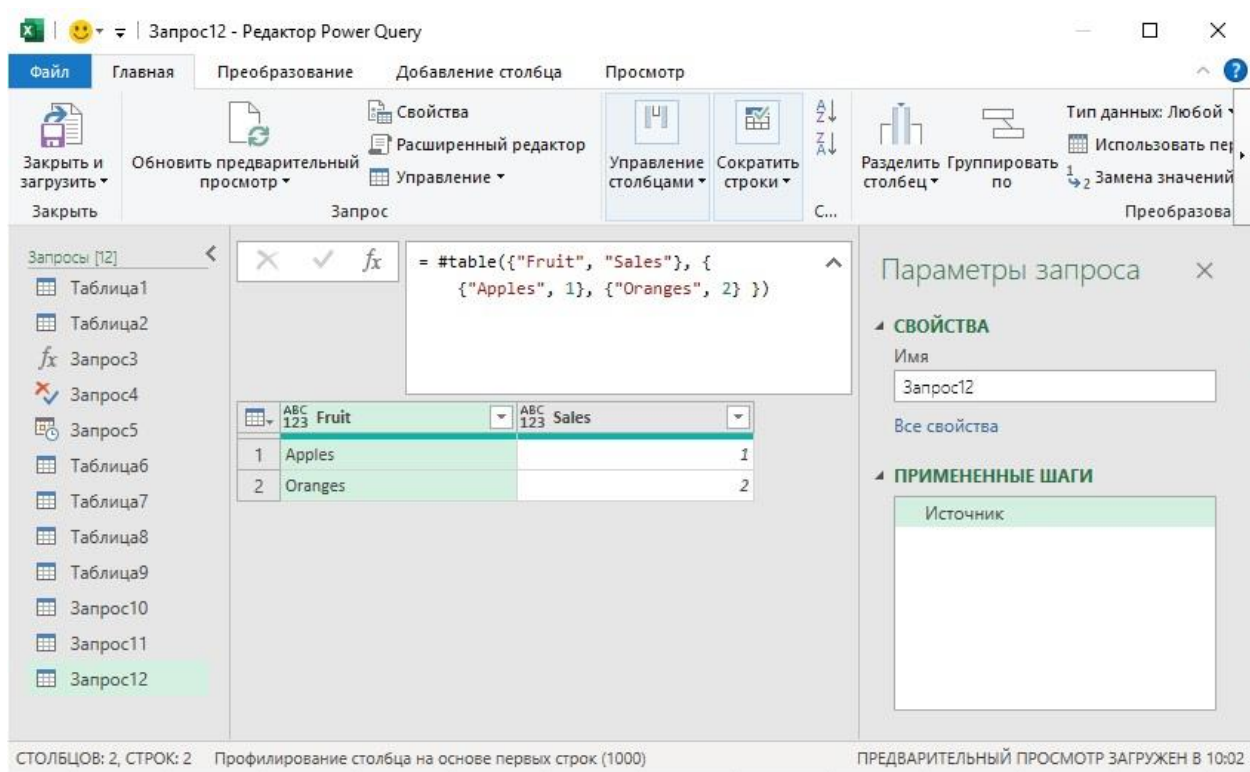 Запрос12 - Редактор Power Query
Файл Главная Преобразование Добавление столбца Просмотр
Закрыть и загрузить
Закрыть
Обновить предварительный просмотр
Свойства
Расширенный редактор
Управление
Запрос
Управление столбцами
Сократить строки
С...
Разделить столбец
Группировать по
Тип данных: Любой
Использовать пер
Замена значений
Преобразова
Запросы [12]
Таблица1
Таблица2
Запрос3
Запрос4
Запрос5
Таблица6
Таблица7
Таблица8
Таблица9
Запрос10
Запрос11
Запрос12
fx
= #table({"Fruit", "Sales"}, {
{"Apples", 1}, {"Oranges", 2} })
ABC 123 Fruit ABC 123 Sales
1 Apples 1
2 Oranges 2
Параметры запроса
СВОЙСТВА
Имя
Запрос12
Все свойства
ПРИМЕНЕННЫЕ ШАГИ
Источник
СТОЛБЦОВ: 2, СТРОК: 2 Профилирование столбца на основе первых строк (1000) ПРЕДВАРИТЕЛЬНЫЙ ПРОСМОТР ЗАГРУЖЕН В 10:02